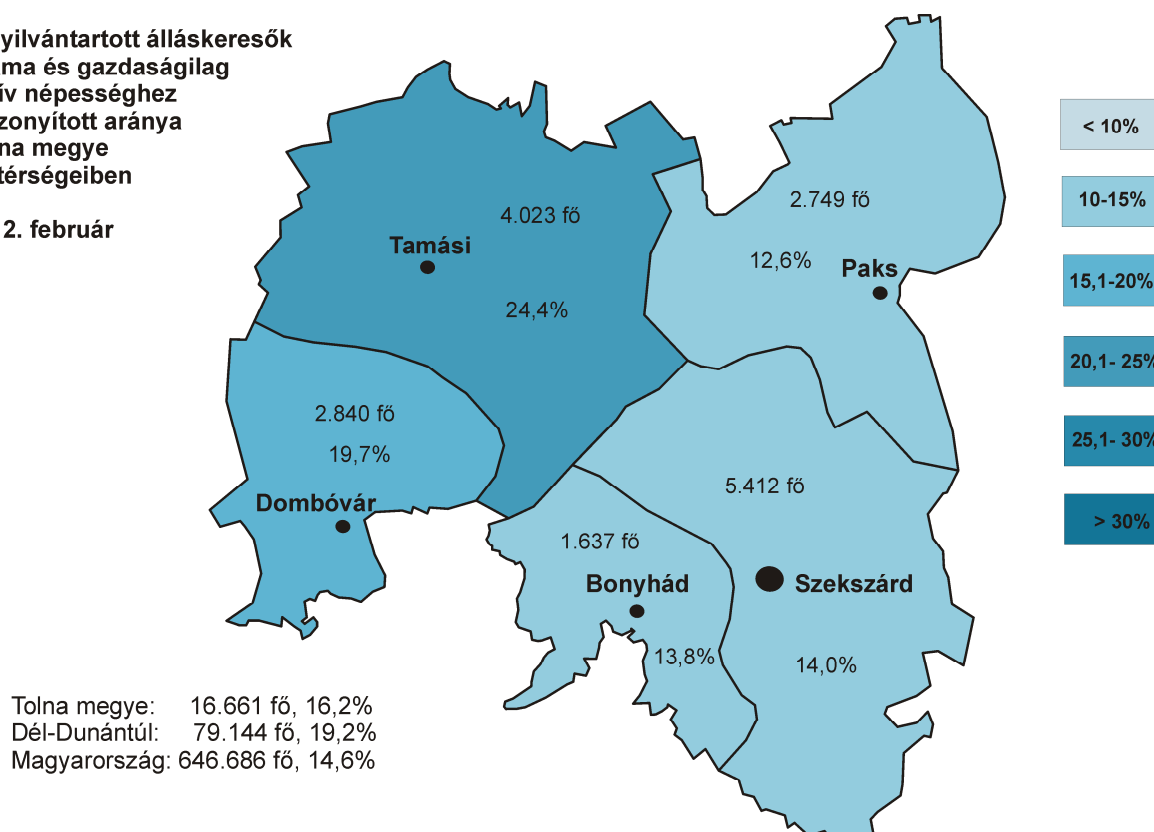 yilvántartott álláskeresők
ma és gazdaságilag
ív népességhez
zonyított aránya
na megye
térségeiben
2. február
4.023 fő
Tamási
24,4%
2.749 fő
12,6%
Paks
2.840 fő
19,7%
Dombóvár
5.412 fő
1.637 fő
Bonyhád
Szekszárd
13,8%
14,0%
< 10%
10-15%
15,1-20%
20,1- 25%
25,1- 30%
> 30%
Tolna megye: 16.661 fő, 16,2%
Dél-Dunántúl: 79.144 fő, 19,2%
Magyarország: 646.686 fő, 14,6%